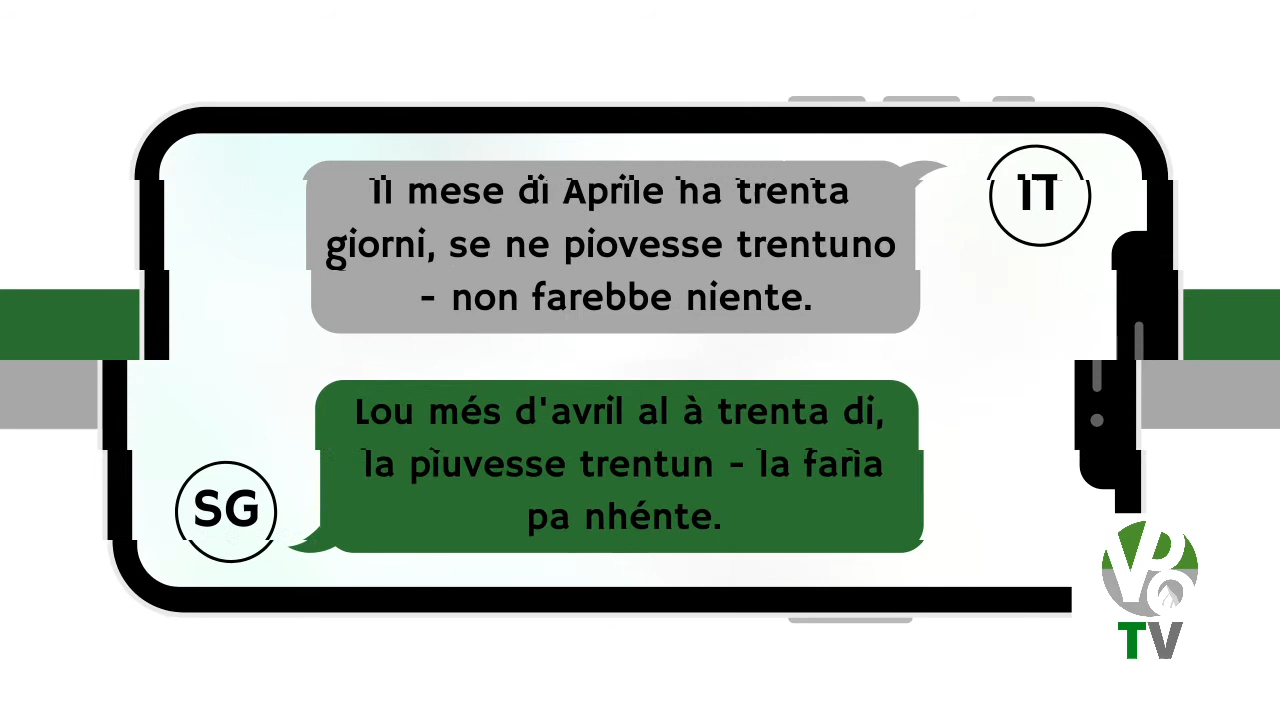 Il mese di Aprile ha trenta
giorni, se ne piovesse trentuno
- non farebbe niente.
IT
Lou més d'avril al à trenta di,
la piuvesse trentun - la faria
pa nhénte.
SG
VDO
TV